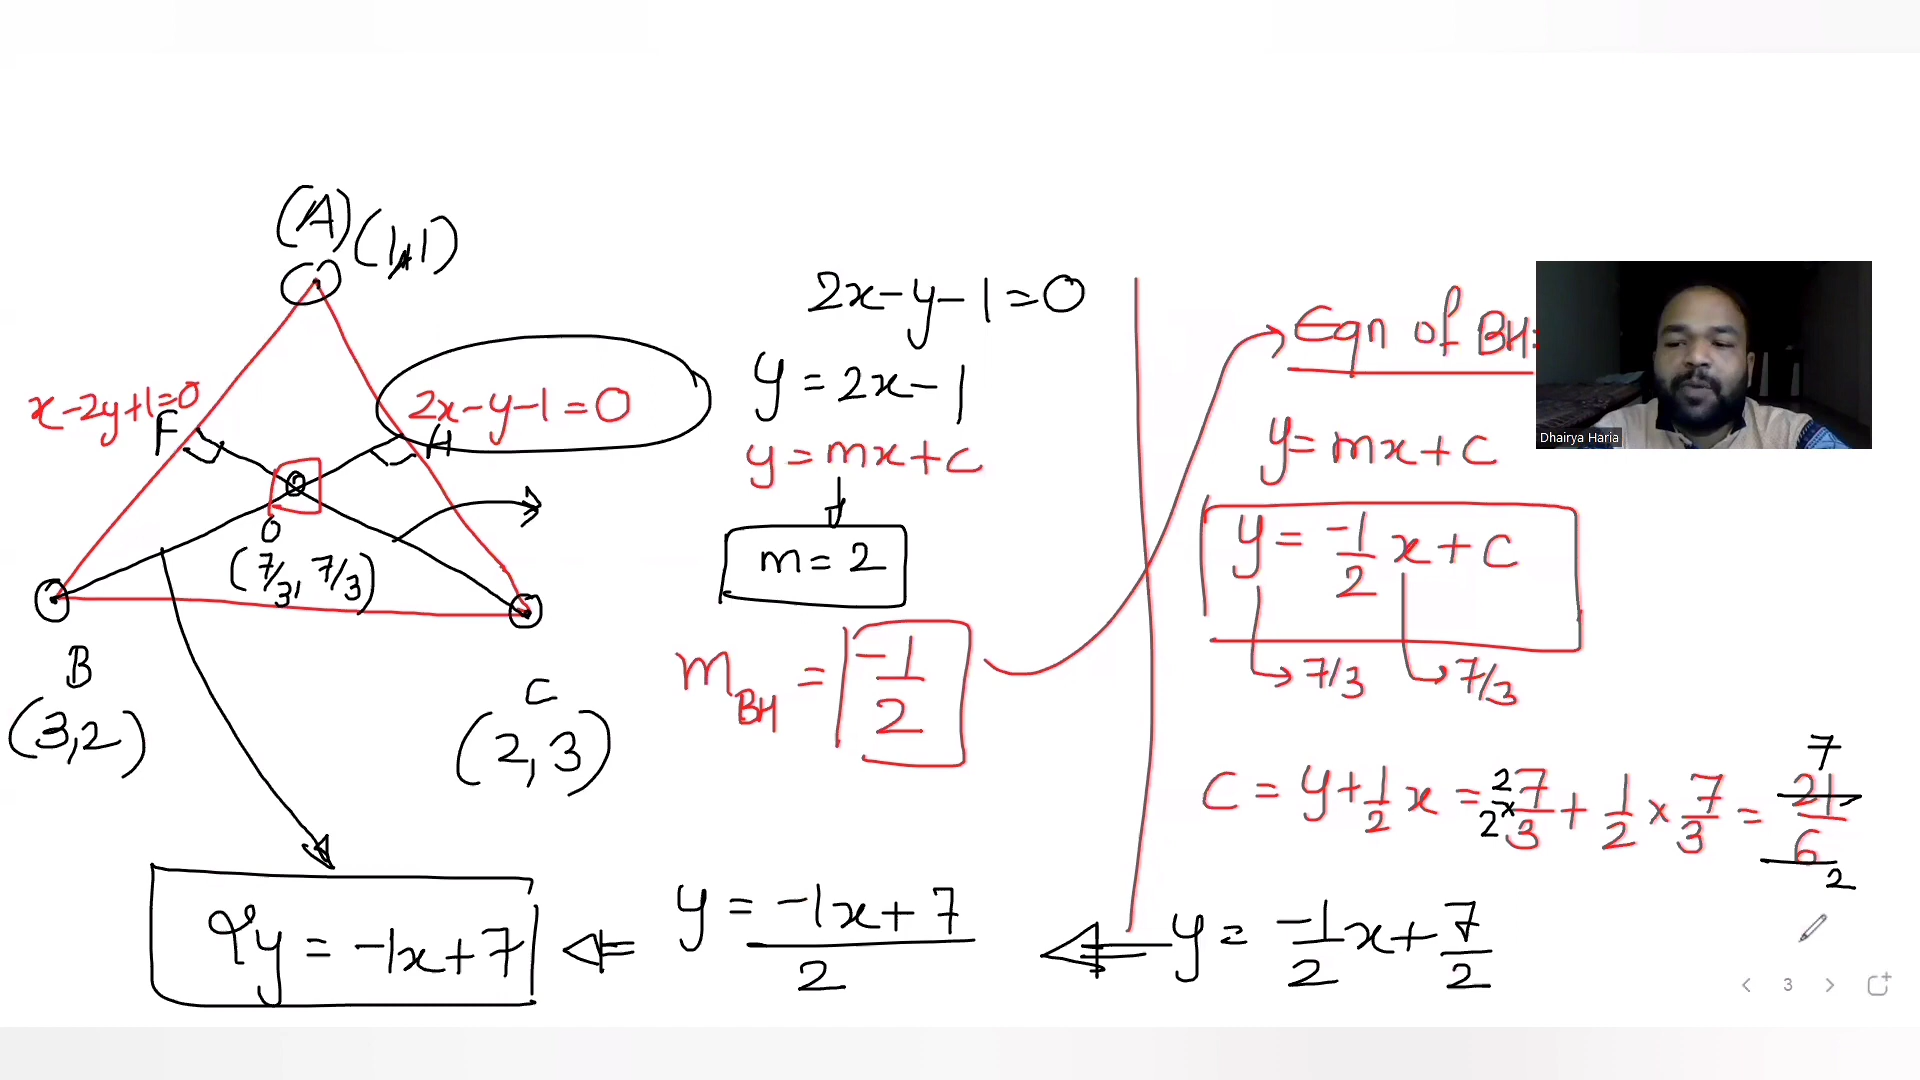 (A) (1,1)
x-2y+1=0
2x-y-1=0
F
H
O
(7/3, 7/3)
B
(3,2)
C
(2,3)
2x-y-1=0
y=2x-1
y=mx+c
m=2
m_BH = -1/2
Eqn of BH:
y=mx+c
y = -1/2 x + c
7/3
7/3
c = y + 1/2 x = 2/2 × 7/3 + 1/2 × 7/3 = 21/6
7
2
y = -1/2 x + 7/2
y = -1x+7 / 2
2y = -1x+7
Dhairya Haria
3